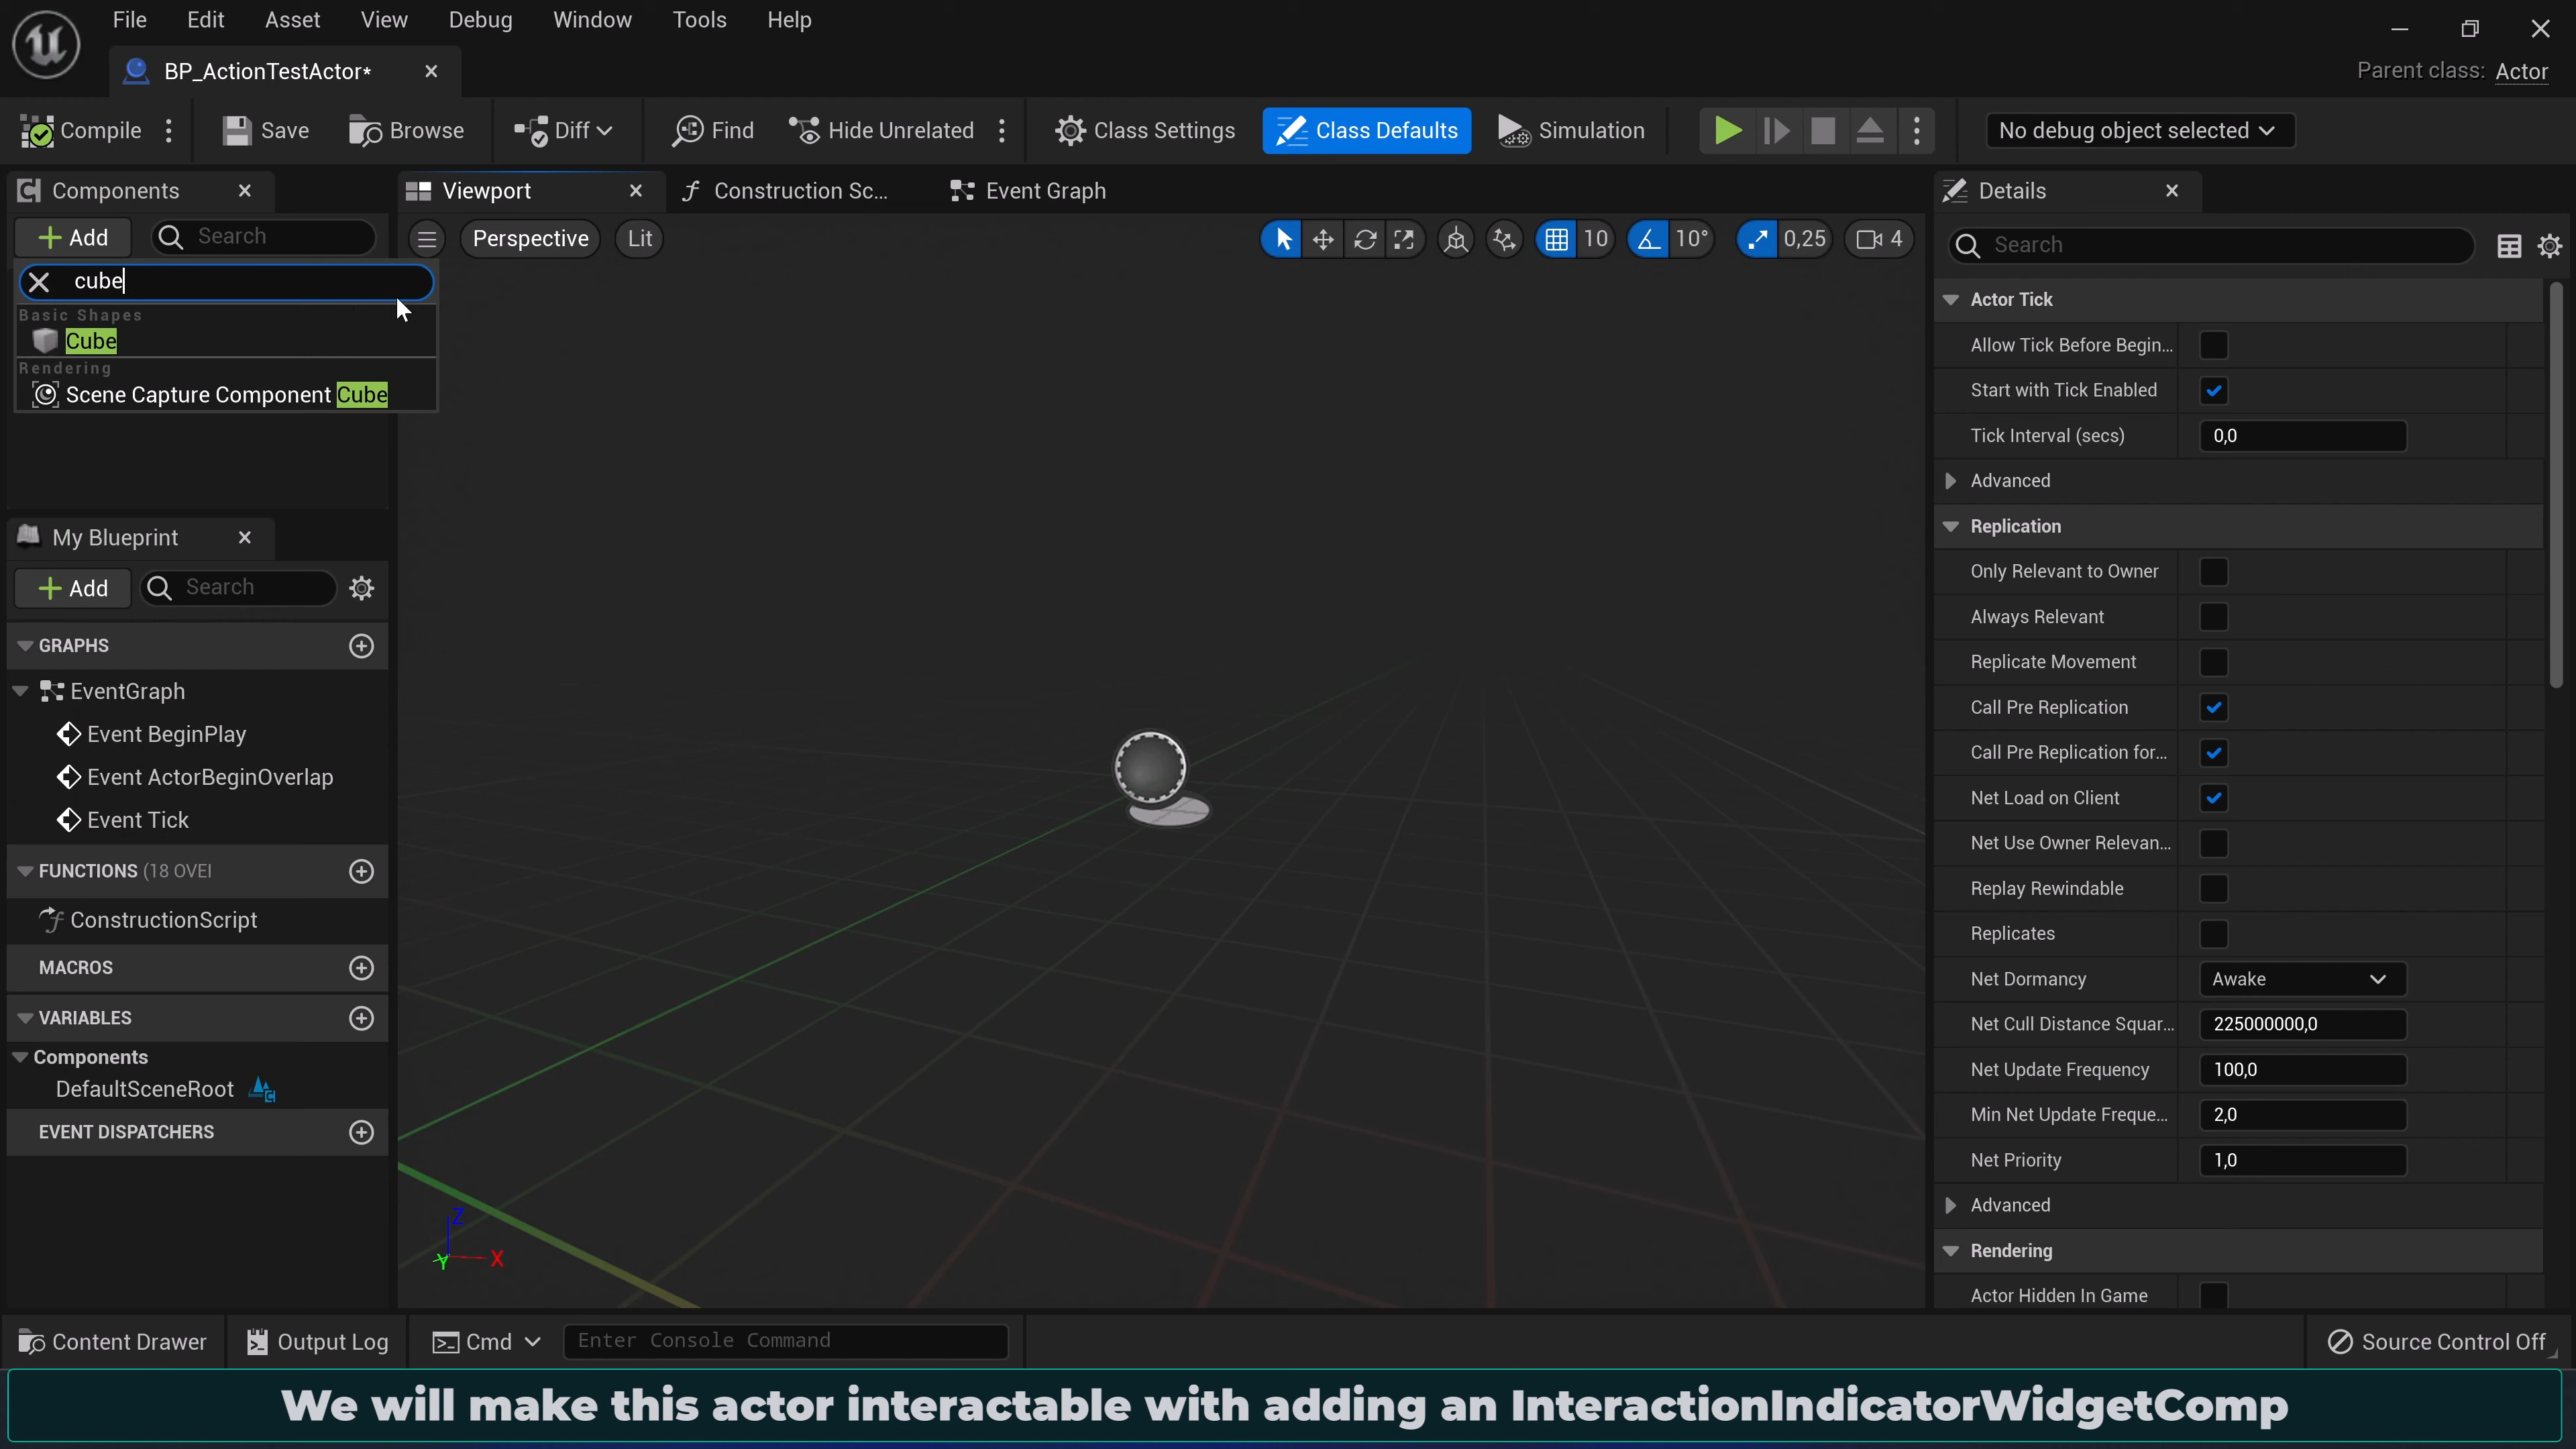 File Edit Asset View Debug Window Tools Help
BP_ActionTestActor*
Parent class: Actor
Compile Save Browse Diff Find Hide Unrelated Class Settings Class Defaults Simulation No debug object selected
Components Viewport Construction Sc... Event Graph Details
Add Search Perspective Lit 10 10° 0,25 4 Search
cube
Basic Shapes
Cube
Rendering
Scene Capture Component Cube
My Blueprint
Add Search
GRAPHS
EventGraph
Event BeginPlay
Event ActorBeginOverlap
Event Tick
FUNCTIONS (18 OVEI
ConstructionScript
MACROS
VARIABLES
Components
DefaultSceneRoot
EVENT DISPATCHERS
Z
Y X
Actor Tick
Allow Tick Before Begin...
Start with Tick Enabled
Tick Interval (secs) 0,0
Advanced
Replication
Only Relevant to Owner
Always Relevant
Replicate Movement
Call Pre Replication
Call Pre Replication for...
Net Load on Client
Net Use Owner Relevan...
Replay Rewindable
Replicates
Net Dormancy Awake
Net Cull Distance Squar... 225000000,0
Net Update Frequency 100,0
Min Net Update Freque... 2,0
Net Priority 1,0
Advanced
Rendering
Actor Hidden In Game
Content Drawer Output Log Cmd Enter Console Command Source Control Off
We will make this actor interactable with adding an InteractionIndicatorWidgetComp